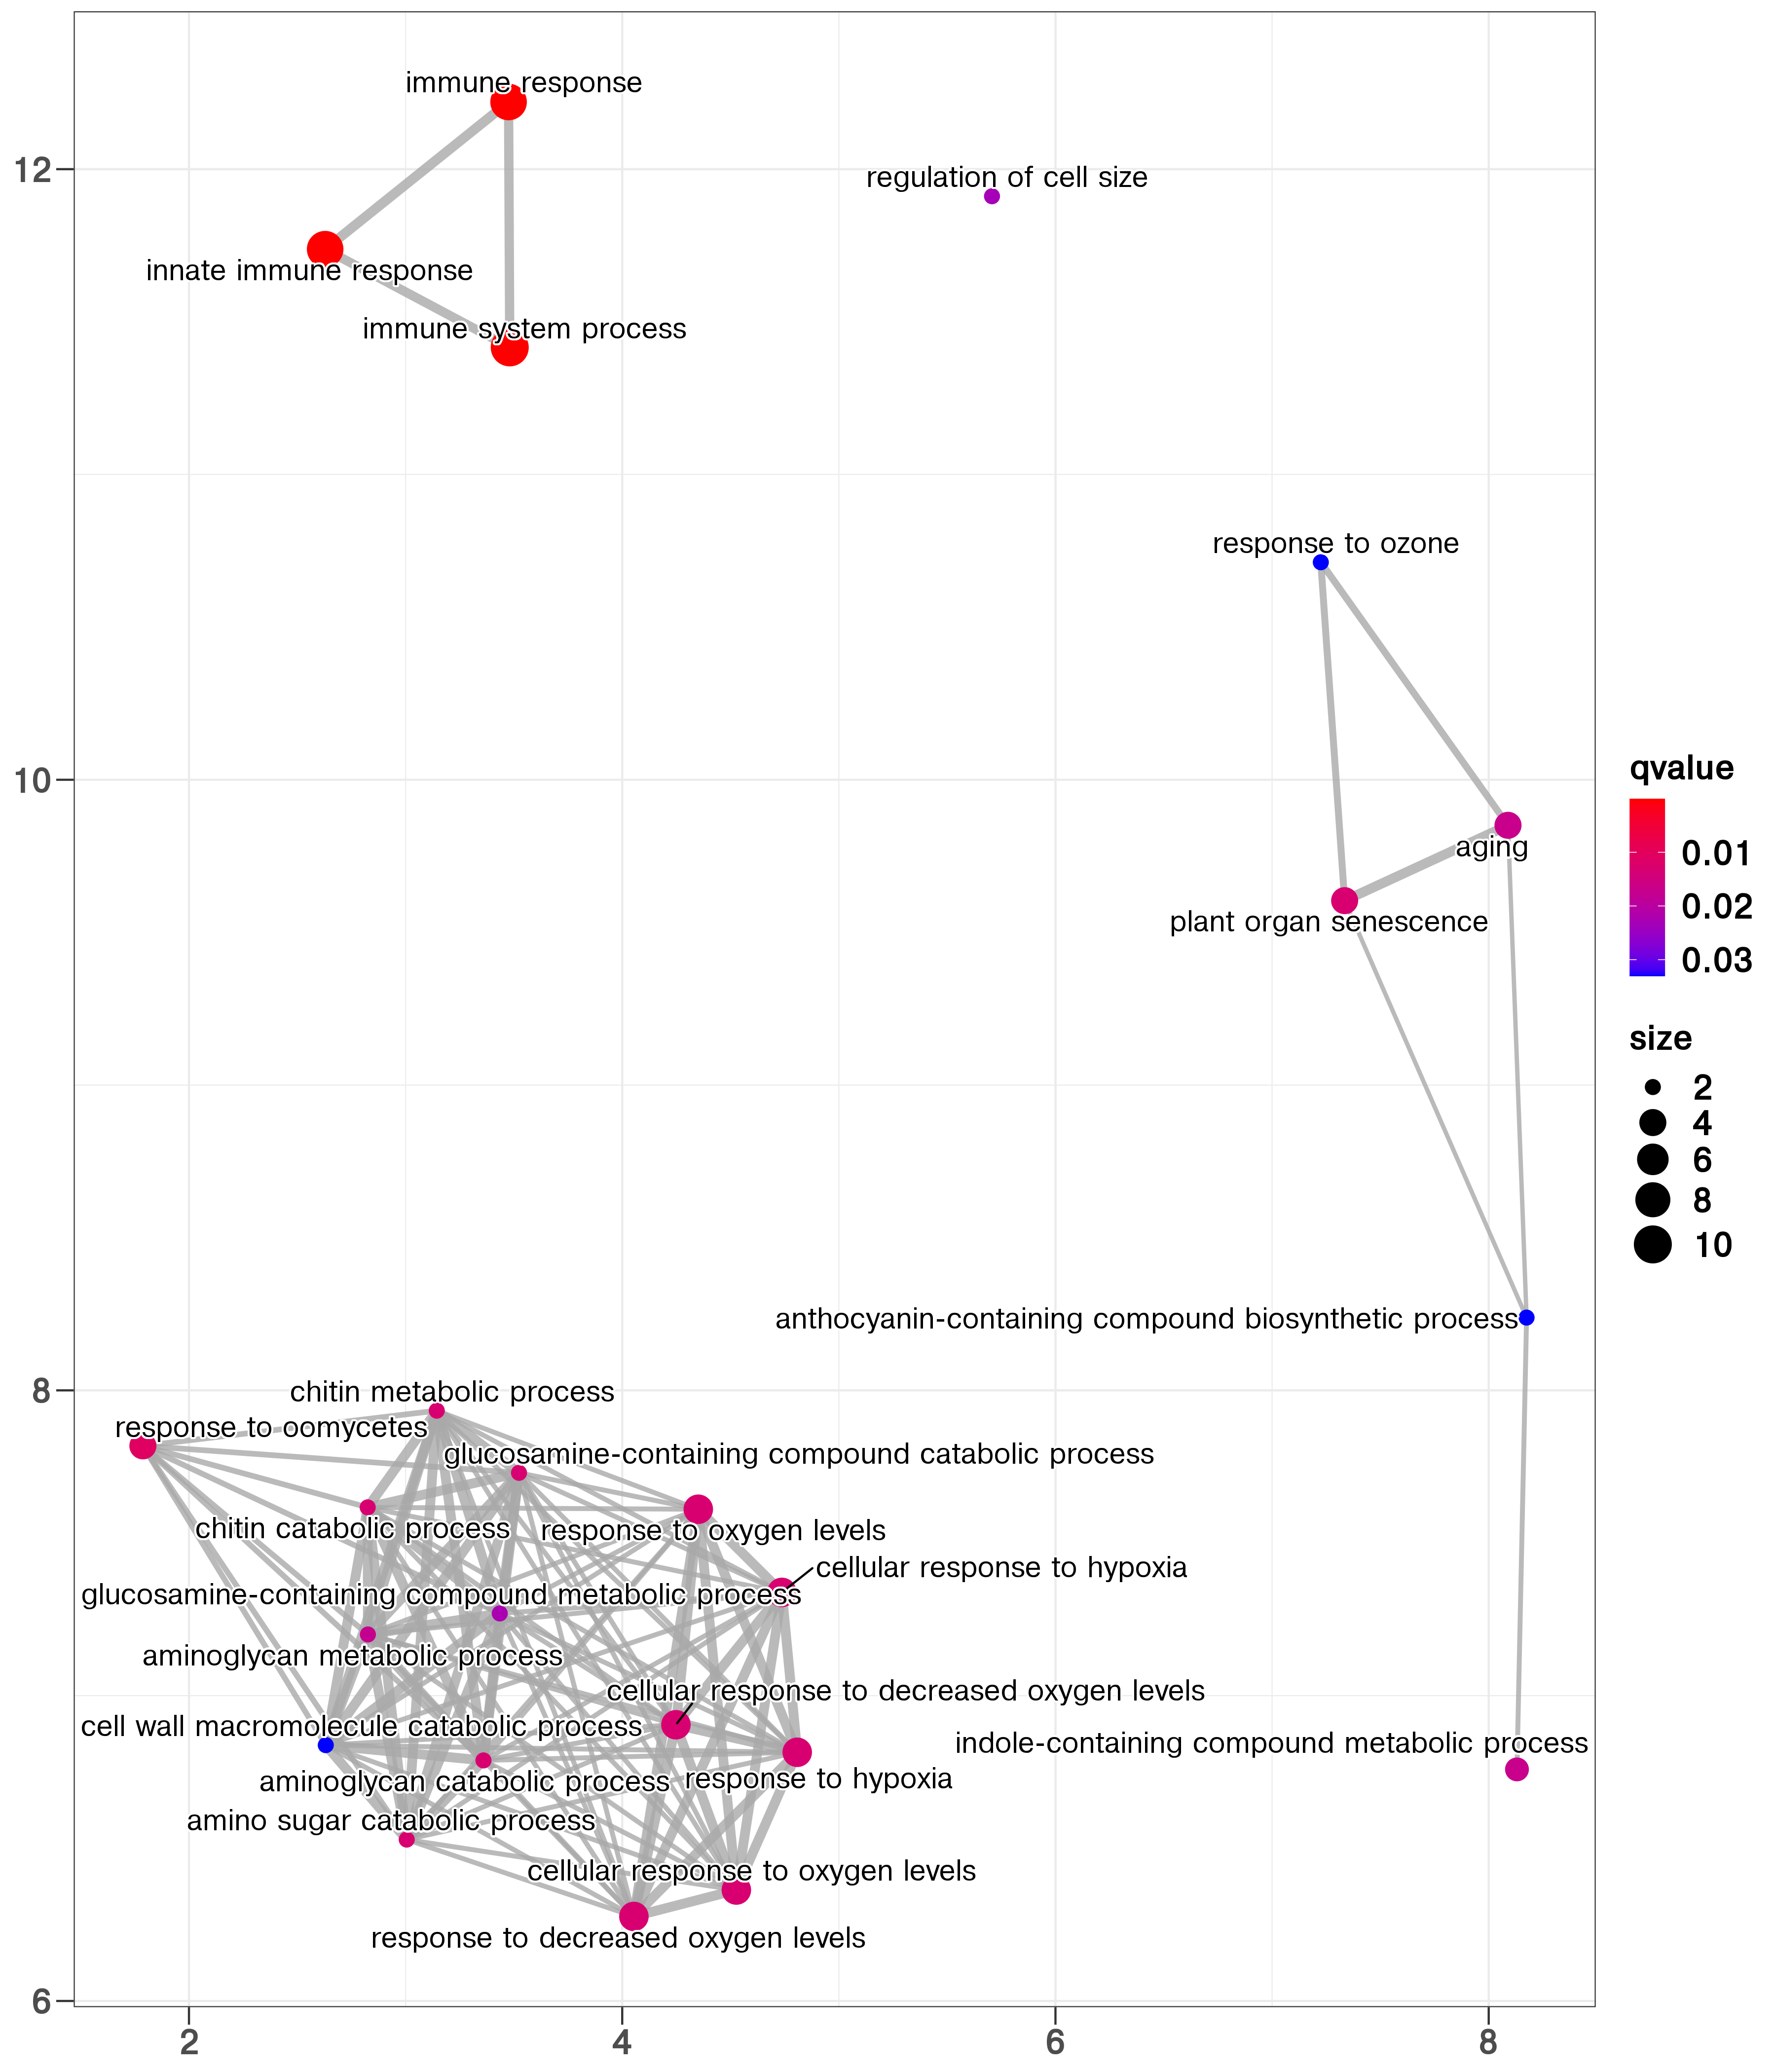 immune response
12
regulation of cell size
innate immune response
immune system process
response to ozone
qvalue
10
aging
0.01
0.02
plant organ senescence
0.03
size
2
4
6
8
10
anthocyanin-containing compound biosynthetic process
8
chitin metabolic process
response to oomycetes
glucosamine-containing compound catabolic process
chitin catabolic process
response to oxygen levels
cellular response to hypoxia
glucosamine-containing compound metabolic process
aminoglycan metabolic process
cellular response to decreased oxygen levels
cell wall macromolecule catabolic process
indole-containing compound metabolic process
aminoglycan catabolic process
response to hypoxia
amino sugar catabolic process
cellular response to oxygen levels
response to decreased oxygen levels
6
2
4
6
8